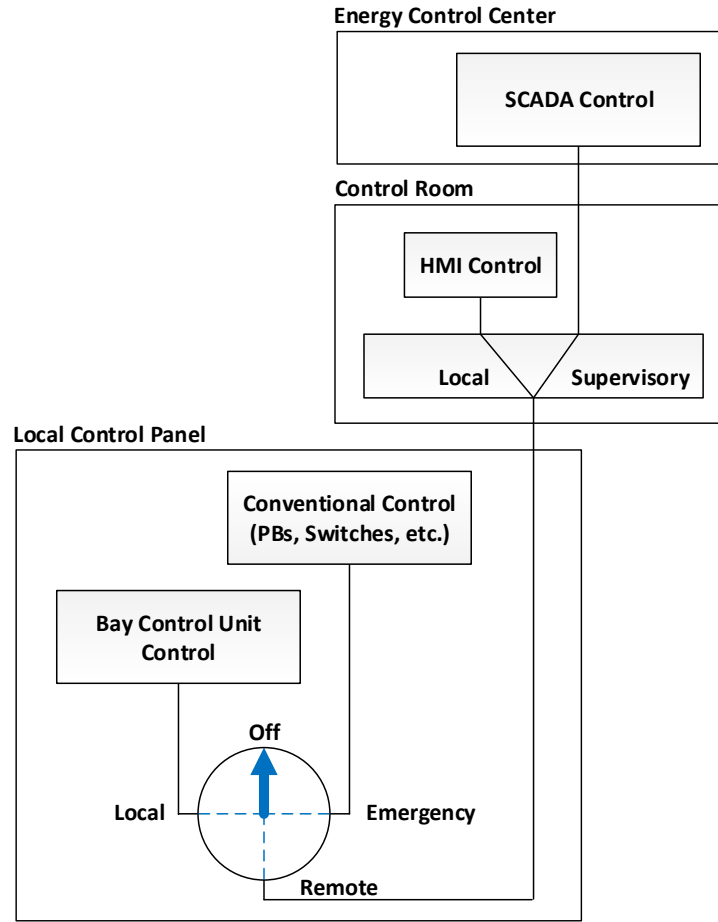 Energy Control Center
SCADA Control
Control Room
HMI Control
Local
Supervisory
Local Control Panel
Conventional Control
(PBs, Switches, etc.)
Bay Control Unit
Control
Off
Local
Emergency
Remote